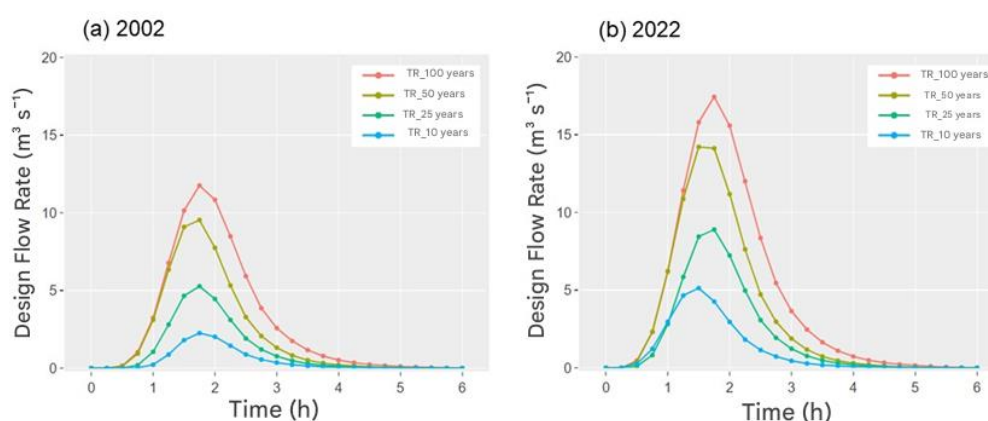 (a) 2002
20
15
10
5
0
Design Flow Rate (m³ s⁻¹)
TR_100 years
TR_50 years
TR_25 years
TR_10 years
0 1 2 3 4 5 6
Time (h)
(b) 2022
20
15
10
5
0
Design Flow Rate (m³ s⁻¹)
TR_100 years
TR_50 years
TR_25 years
TR_10 years
0 1 2 3 4 5 6
Time (h)